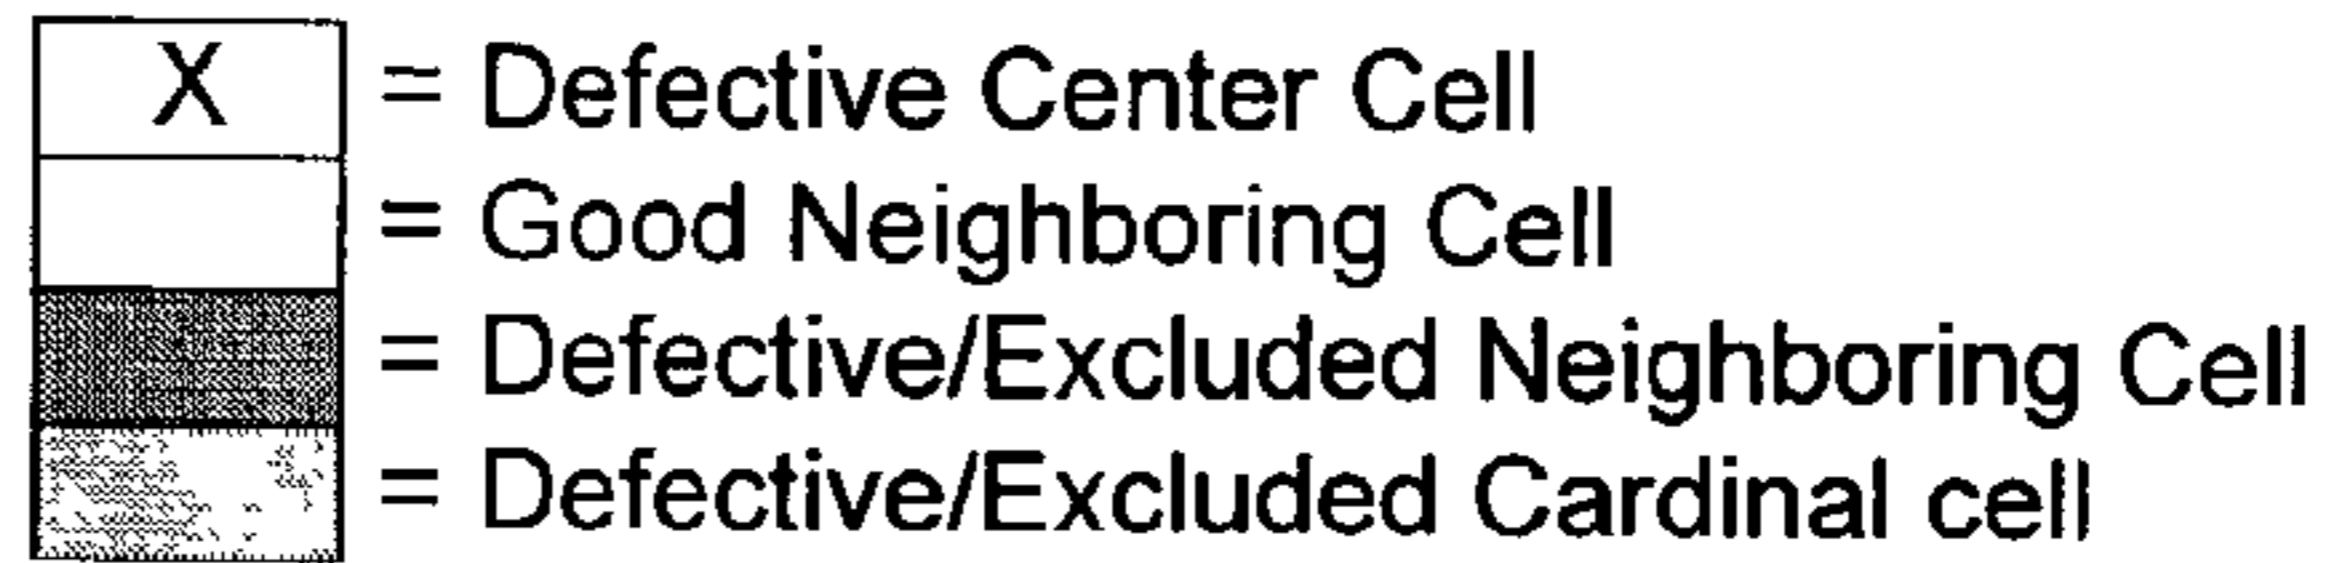 X = Defective Center Cell
= Good Neighboring Cell
= Defective/Excluded Neighboring Cell
= Defective/Excluded Cardinal cell